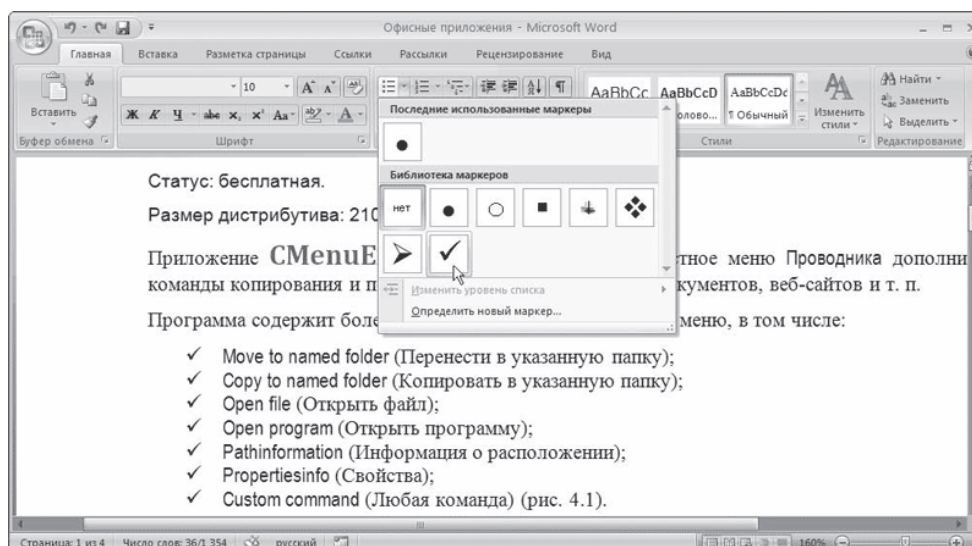 Офисные приложения - Microsoft Word
Главная Вставка Разметка страницы Ссылки Рассылки Рецензирование Вид
Вставить
10 A A
Ж К Ч abe x, x² Aa ab A
AaBbCc AaBbCcD AaBbCcDc
олово... ¶ Обычный
Изменить стили
Найти
Заменить
Выделить
Буфер обмена Шрифт Стили Редактирование
Последние использованные маркеры
Библиотека маркеров
нет
Изменить уровень списка
Определить новый маркер...
Статус: бесплатная.
Размер дистрибутива: 210
Приложение CMenuE тное меню Проводника дополни
команды копирования и п кументов, веб-сайтов и т. п.
Программа содержит боле меню, в том числе:
✓ Move to named folder (Перенести в указанную папку);
✓ Copy to named folder (Копировать в указанную папку);
✓ Open file (Открыть файл);
✓ Open program (Открыть программу);
✓ Pathinformation (Информация о расположении);
✓ Propertiesinfo (Свойства);
✓ Custom command (Любая команда) (рис. 4.1).
Страница: 1 из 4 Число слов: 36/1 354 русский 160%